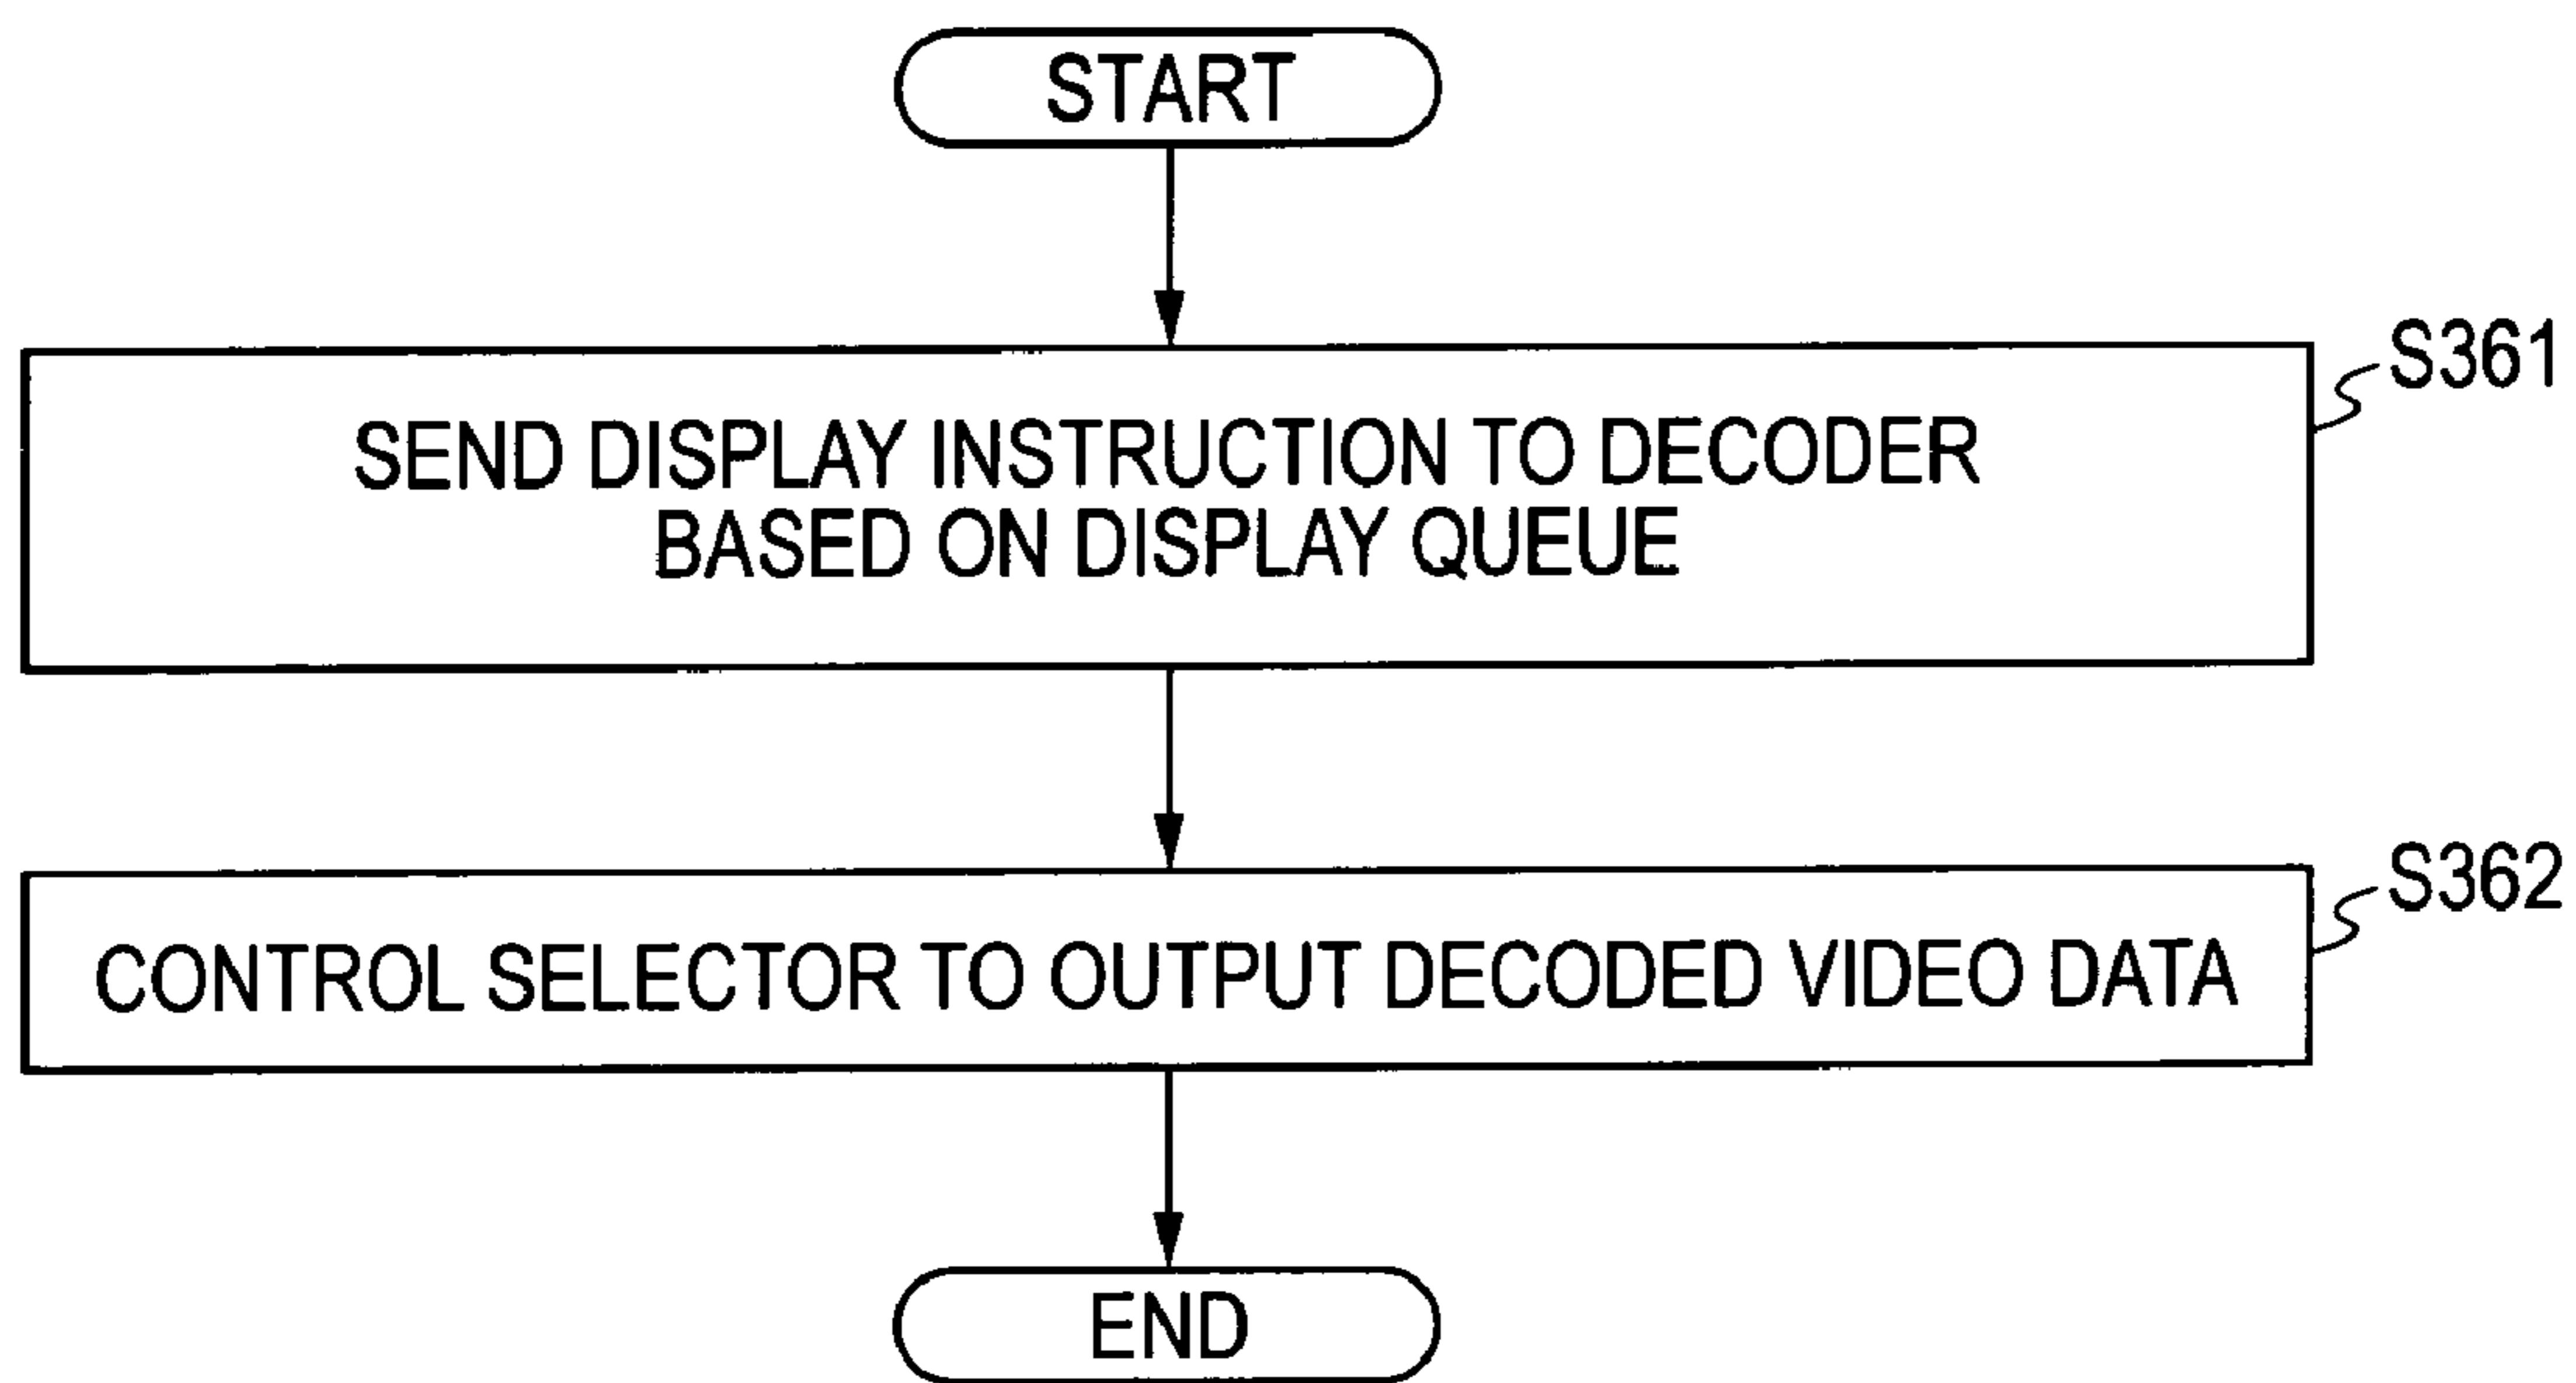 START
S361
SEND DISPLAY INSTRUCTION TO DECODER
BASED ON DISPLAY QUEUE
S362
CONTROL SELECTOR TO OUTPUT DECODED VIDEO DATA
END